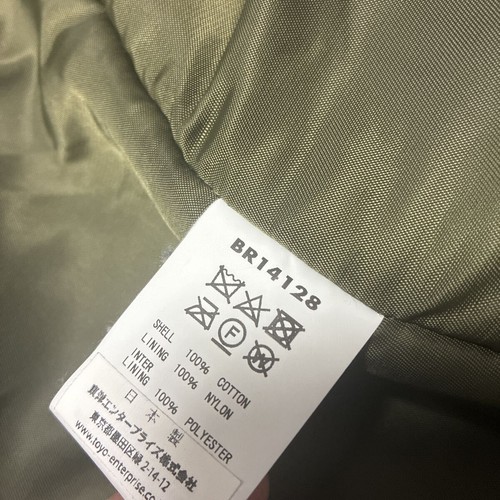 BR14128
F W
SHELL 100% COTTON
LINING 100% NYLON
INTER
LINING 100% POLYESTER
日本製
東洋エンタープライズ株式会社
東京都墨田区緑2-14-12
www.toyo-enterprise.co